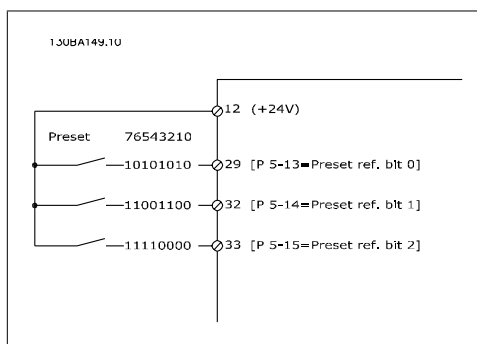 130BA149.10
12 (+24V)
Preset 76543210
10101010 29 [P 5-13=Preset ref. bit 0]
11001100 32 [P 5-14=Preset ref. bit 1]
11110000 33 [P 5-15=Preset ref. bit 2]